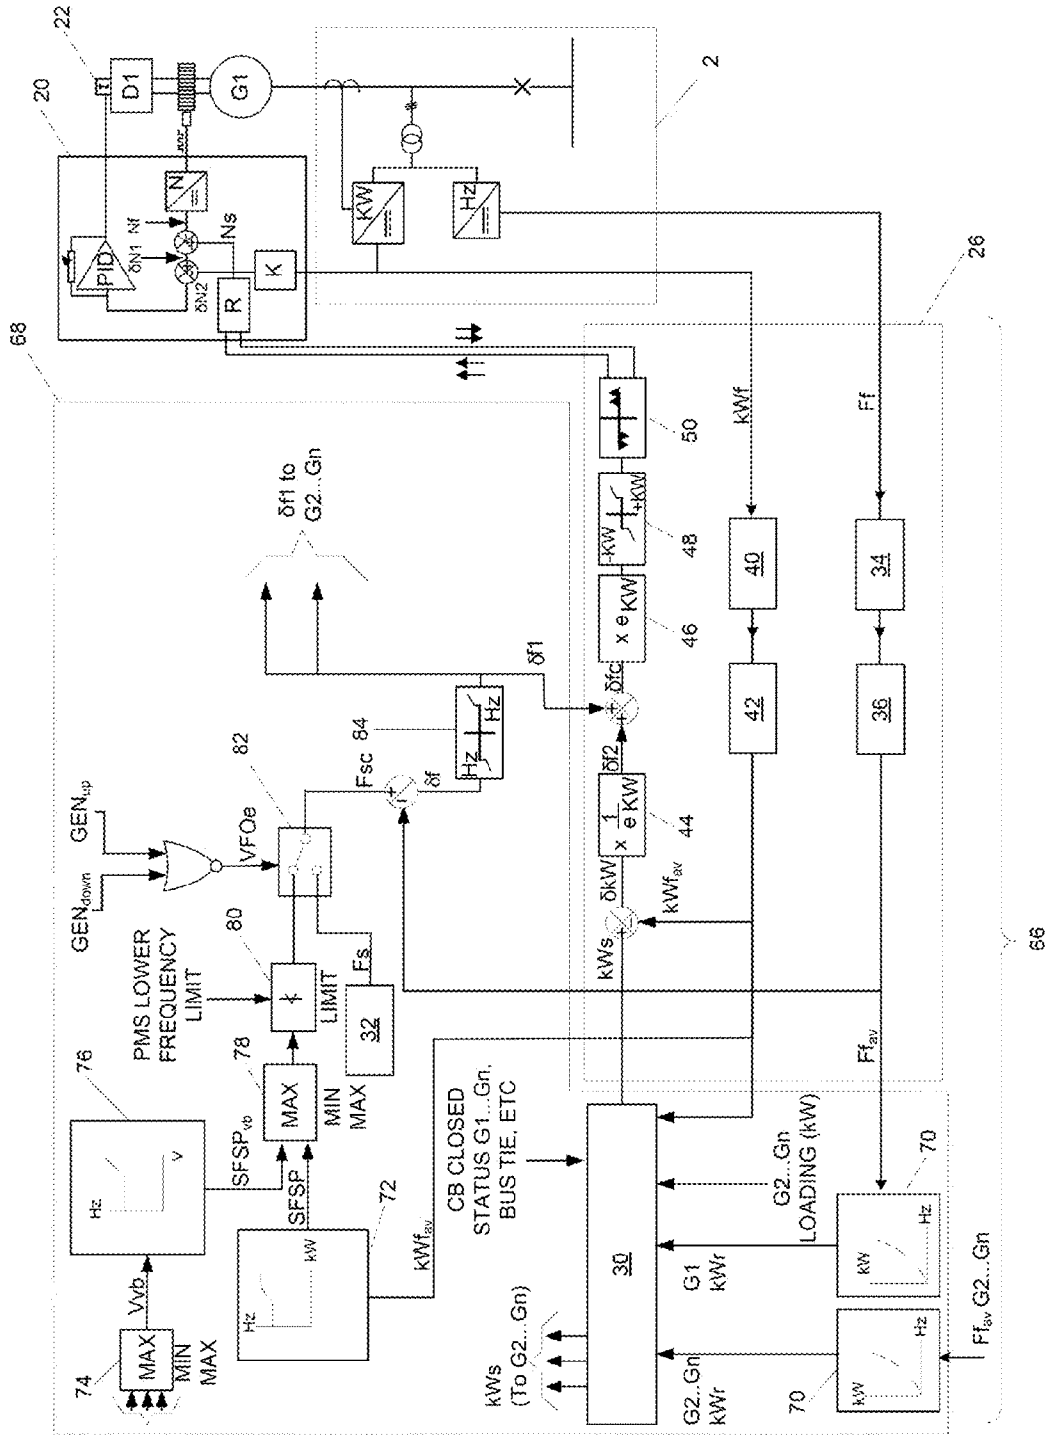 22
20
D1
G1
2
N
Nf
δN1
δN2
PID
Ns
R
K
KW
Hz
26
68
δf1 to
G2...Gn
50
-KW
+KW
48
x e KW
46
kWf
Ff
40
34
42
36
δf1
δfc
δf2
x 1
e KW
44
δkW
kWs
kWfav
84
Hz
Hz
Fsc
δf
82
VFOe
GENup
GENdown
80
PMS LOWER
FREQUENCY
LIMIT
LIMIT
Fs
32
78
MAX
MIN
MAX
76
Hz
V
SFSPvb
SFSP
72
Hz
kW
kWfav
Vvb
74
MAX
MIN
MAX
CB CLOSED
STATUS G1...Gn,
BUS TIE, ETC
30
kWs
(To G2...Gn)
G2...Gn
LOADING (kW)
G1
kWr
G2...Gn
kWr
Ffav
70
kW
Hz
70
kW
Hz
Ffav G2...Gn
66